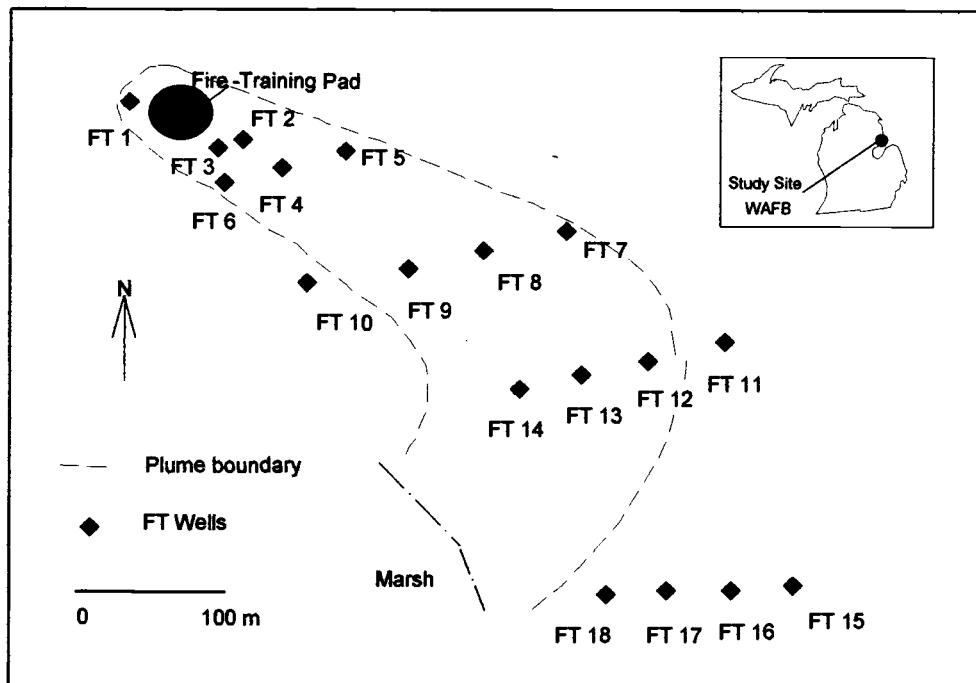 Fire-Training Pad
FT 1
FT 2
FT 3
FT 5
FT 4
FT 6
Study Site
WAFB
FT 7
FT 8
FT 9
FT 10
N
FT 11
FT 12
FT 13
FT 14
Plume boundary
FT Wells
Marsh
0 100 m
FT 18
FT 17
FT 16
FT 15